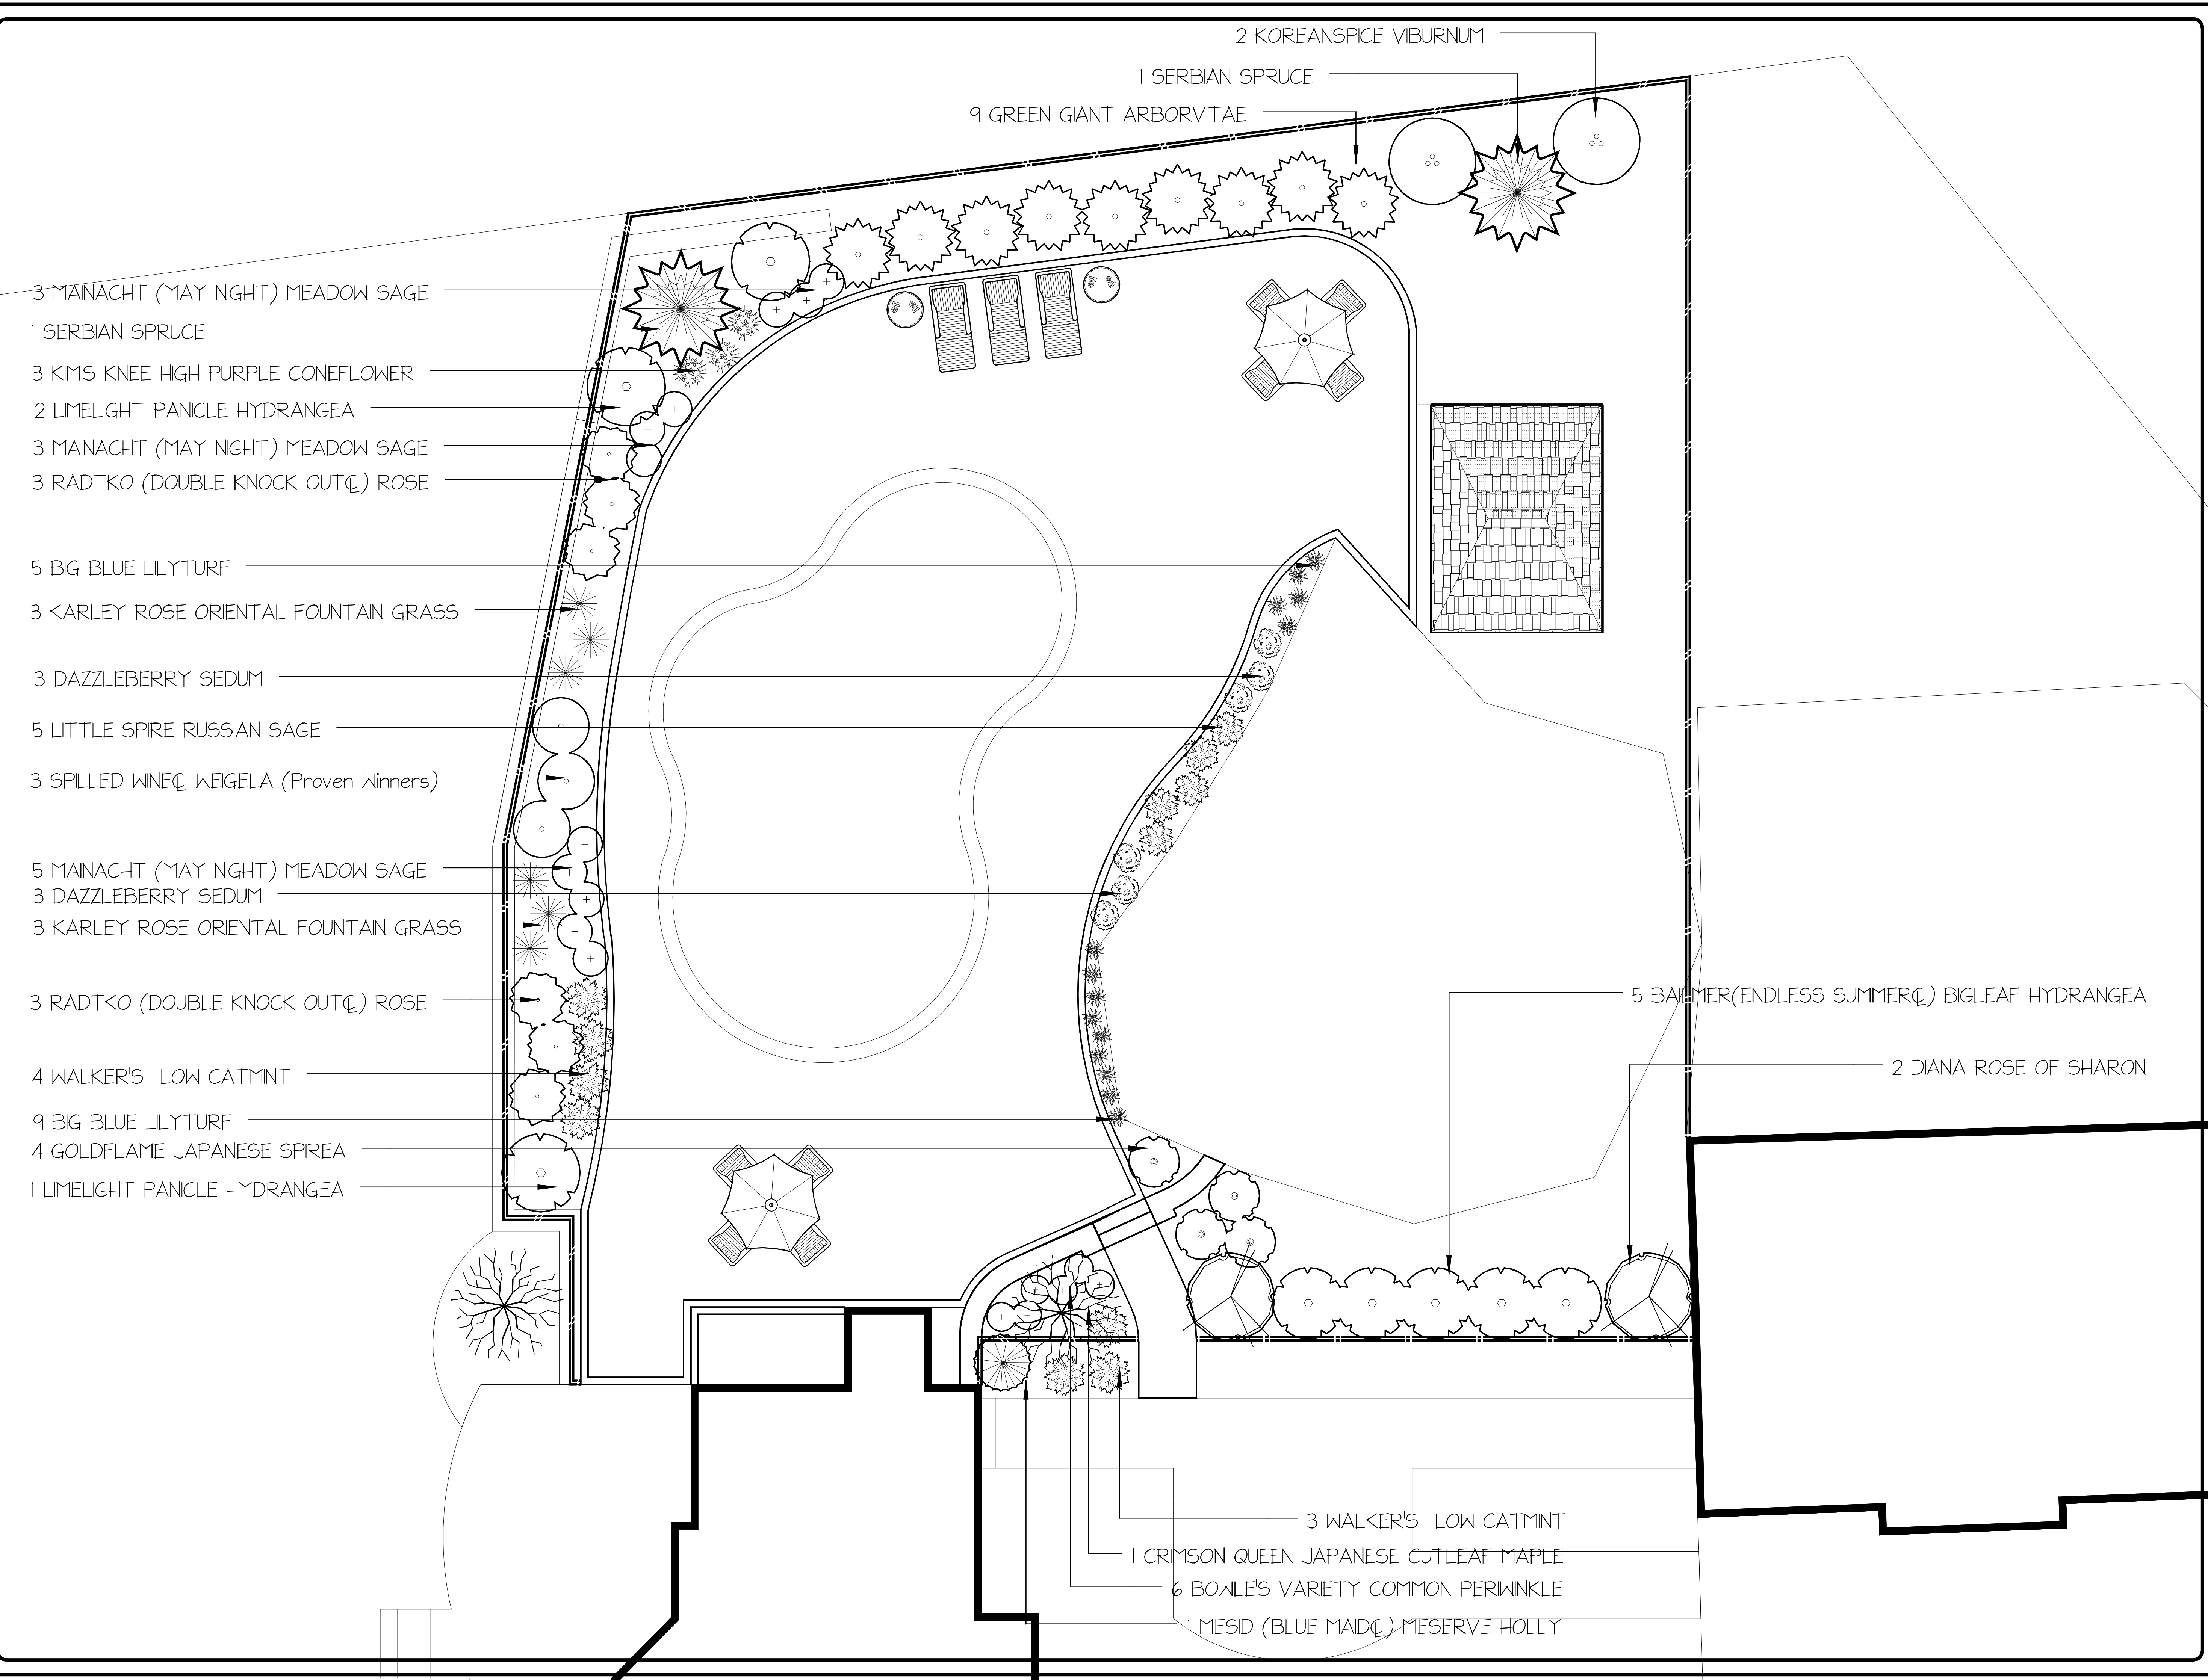 2 KOREANSPICE VIBURNUM
1 SERBIAN SPRUCE
9 GREEN GIANT ARBORVITAE
3 MAINACHT (MAY NIGHT) MEADOW SAGE
1 SERBIAN SPRUCE
3 KIM'S KNEE HIGH PURPLE CONEFLOWER
2 LIMELIGHT PANICLE HYDRANGEA
3 MAINACHT (MAY NIGHT) MEADOW SAGE
3 RADTKO (DOUBLE KNOCK OUT℄) ROSE
5 BIG BLUE LILYTURF
3 KARLEY ROSE ORIENTAL FOUNTAIN GRASS
3 DAZZLEBERRY SEDUM
5 LITTLE SPIRE RUSSIAN SAGE
3 SPILLED WINE℄ WEIGELA (Proven Winners)
5 MAINACHT (MAY NIGHT) MEADOW SAGE
3 DAZZLEBERRY SEDUM
3 KARLEY ROSE ORIENTAL FOUNTAIN GRASS
3 RADTKO (DOUBLE KNOCK OUT℄) ROSE
5 BAILMER(ENDLESS SUMMER℄) BIGLEAF HYDRANGEA
2 DIANA ROSE OF SHARON
4 WALKER'S LOW CATMINT
9 BIG BLUE LILYTURF
4 GOLDFLAME JAPANESE SPIREA
1 LIMELIGHT PANICLE HYDRANGEA
3 WALKER'S LOW CATMINT
1 CRIMSON QUEEN JAPANESE CUTLEAF MAPLE
6 BOWLE'S VARIETY COMMON PERIWINKLE
1 MESID (BLUE MAID℄) MESERVE HOLLY